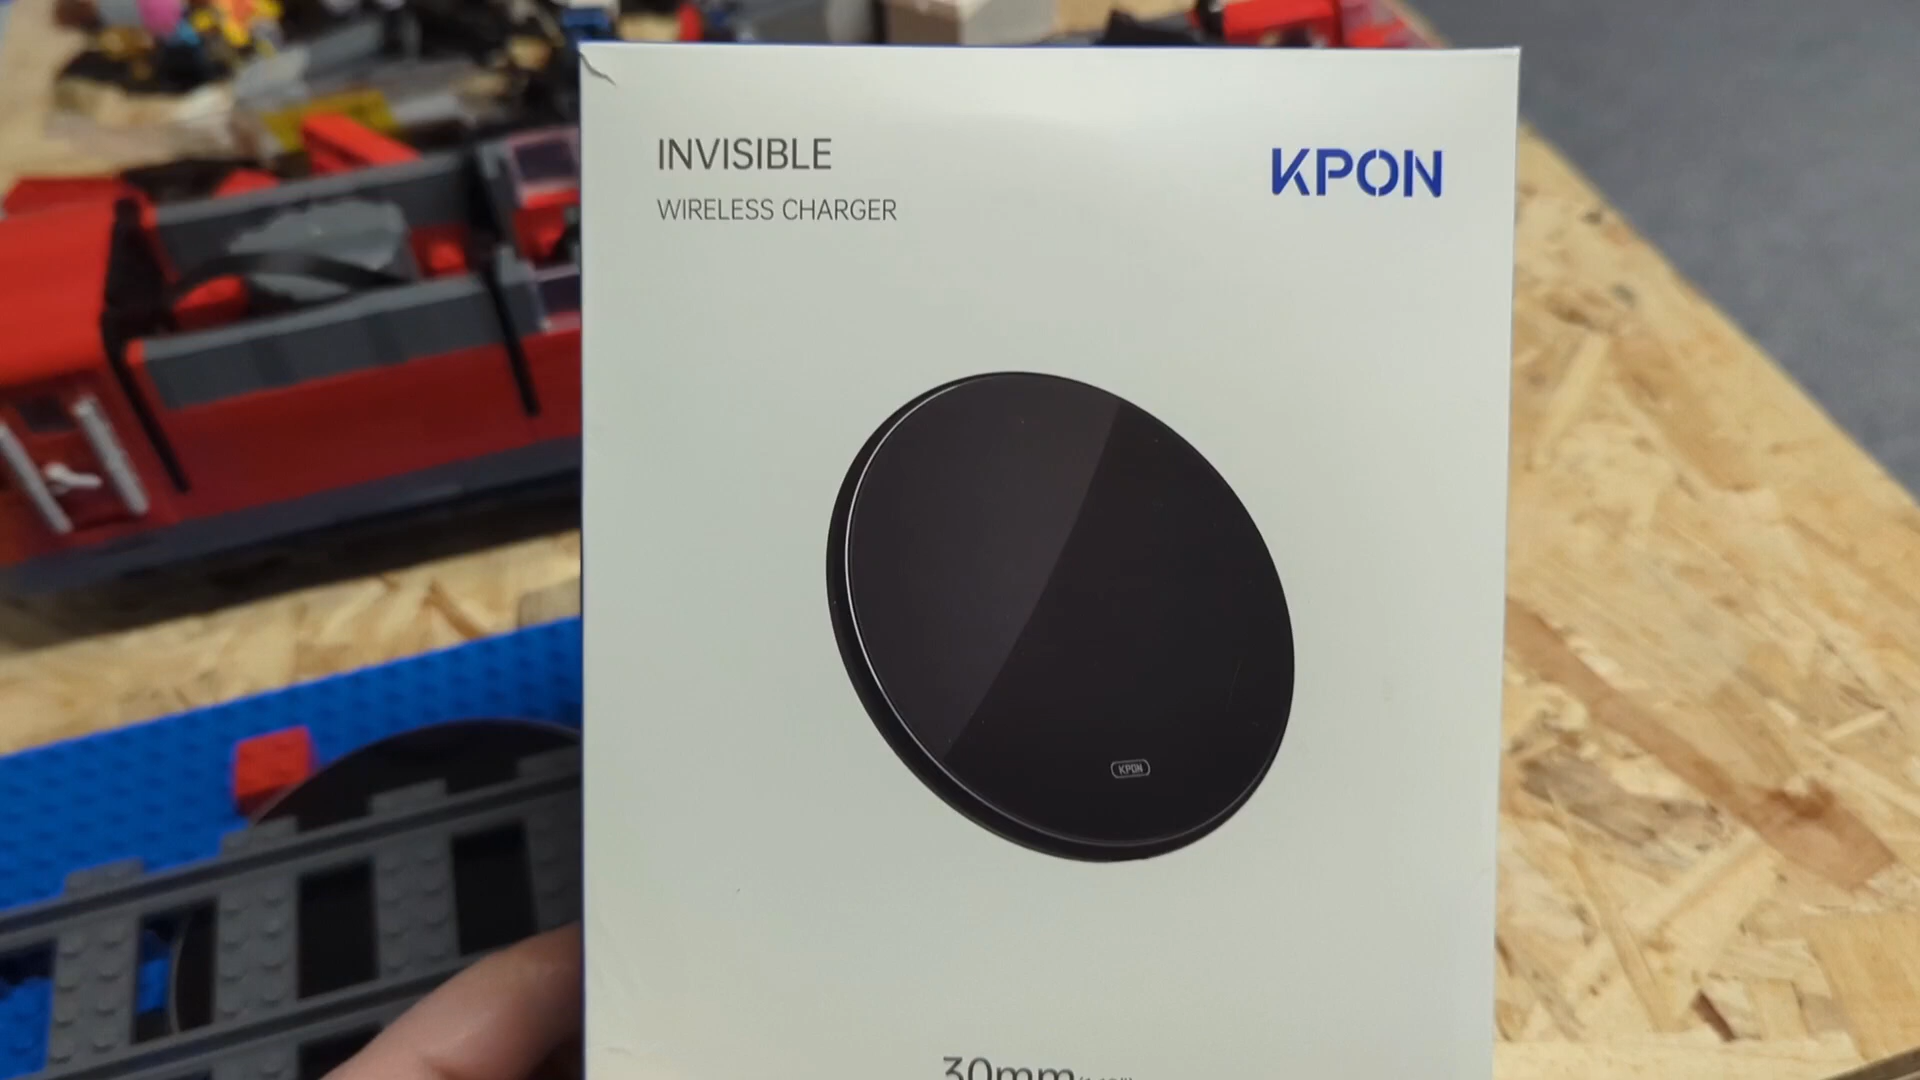 INVISIBLE
WIRELESS CHARGER
KPON
KPON
30mm